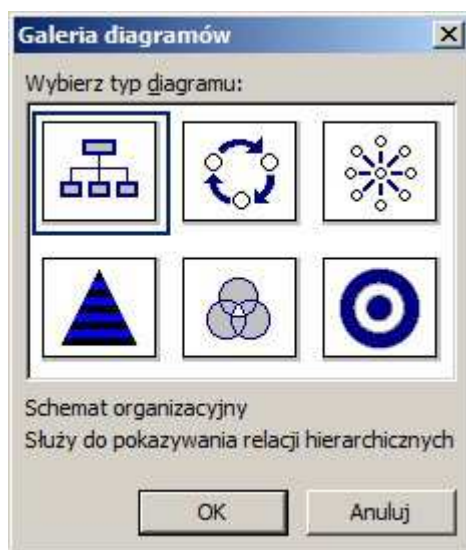 Galeria diagramów
Wybierz typ diagramu:
Schemat organizacyjny
Służy do pokazywania relacji hierarchicznych
OK
Anuluj